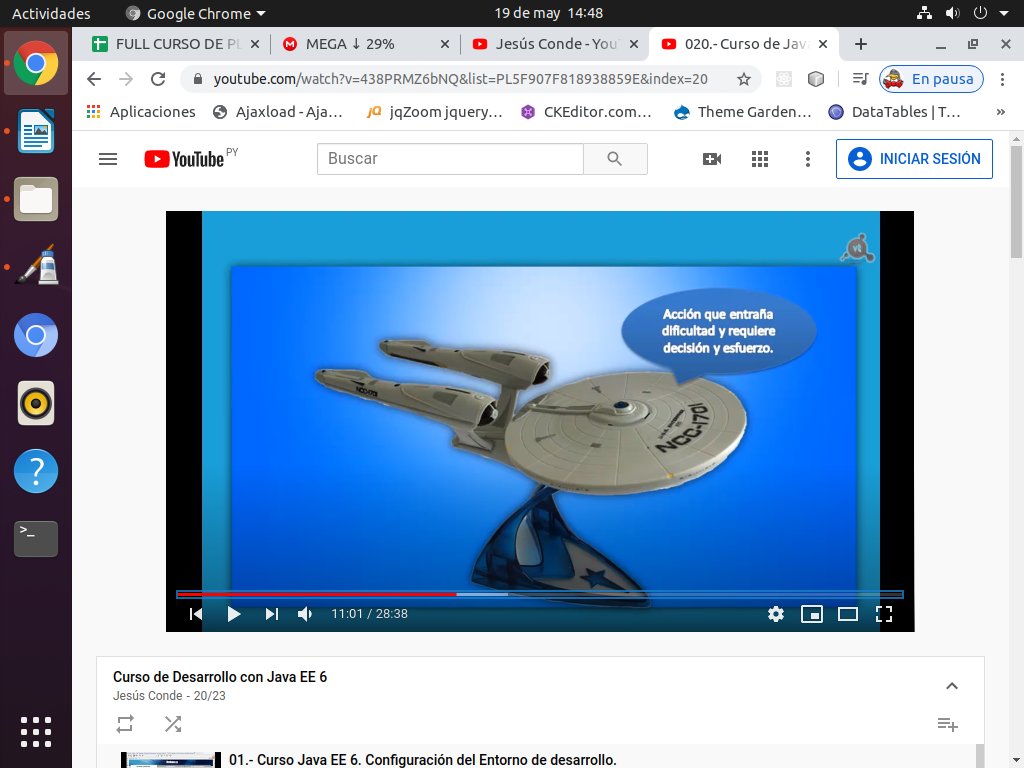 Actividades
Google Chrome
19 de may 14:48
FULL CURSO DE PL
MEGA ↓ 29%
Jesús Conde - You
020.- Curso de Java
youtube.com/watch?v=438PRMZ6bNQ&list=PL5F907F818938859E&index=20
En pausa
Aplicaciones
Ajaxload - Aja...
jqZoom jquery...
CKEditor.com...
Theme Garden...
DataTables | T...
»
YouTube PY
Buscar
INICIAR SESIÓN
Acción que entraña
dificultad y requiere
decisión y esfuerzo.
NCC-1701
NCC-1701
11:01 / 28:38
Curso de Desarrollo con Java EE 6
Jesús Conde - 20/23
01.- Curso Java EE 6. Configuración del Entorno de desarrollo.